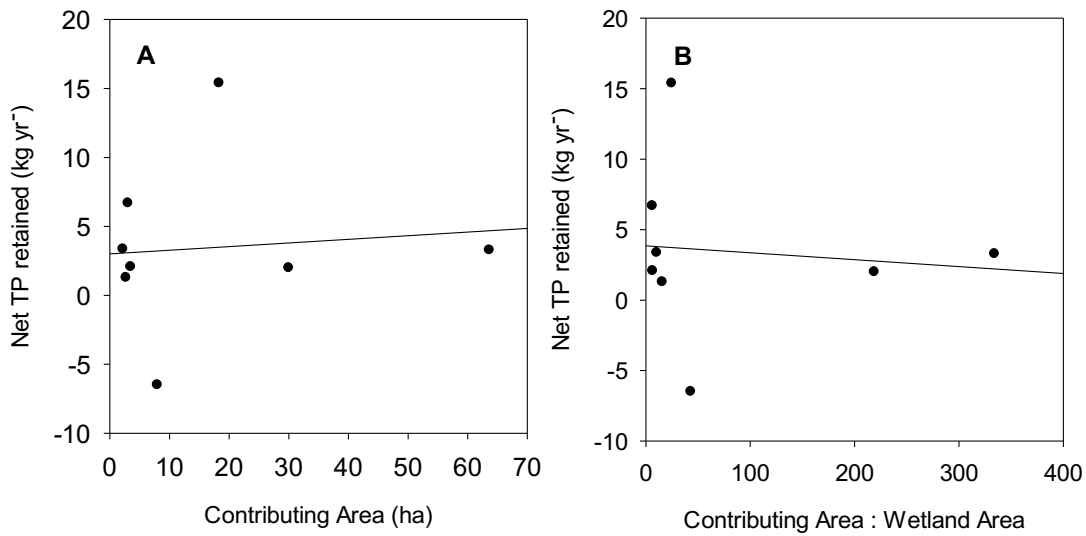 A
Net TP retained (kg yr⁻)
20
15
10
5
0
-5
-10
0 10 20 30 40 50 60 70
Contributing Area (ha)
B
Net TP retained (kg yr⁻)
20
15
10
5
0
-5
-10
0 100 200 300 400
Contributing Area : Wetland Area